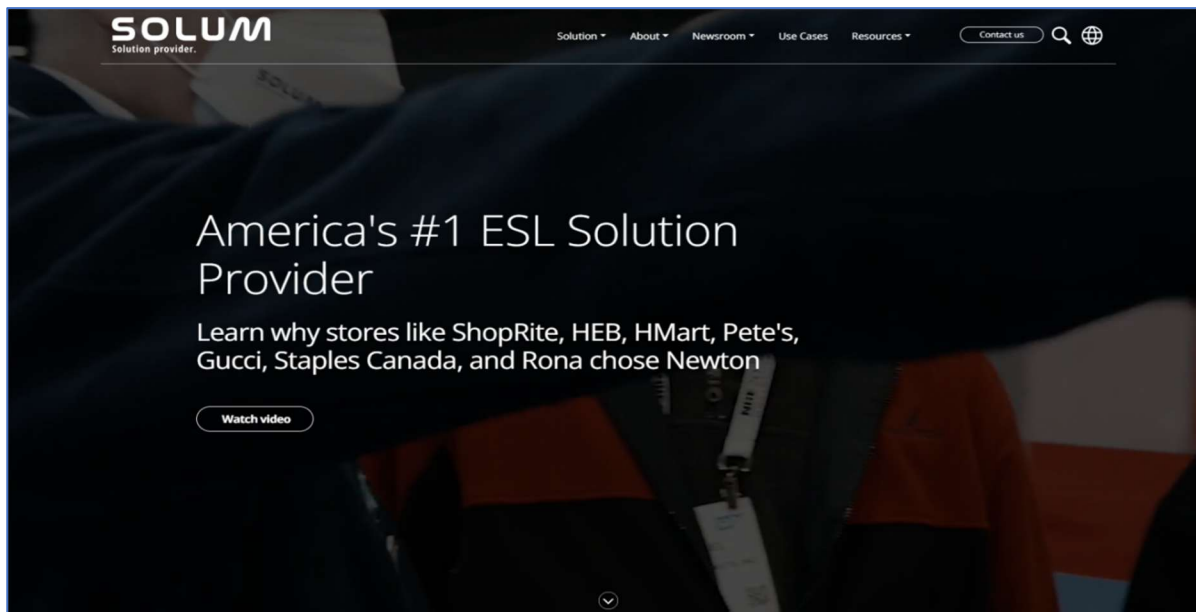 SOLUM
Solution provider.
Solution
About
Newsroom
Use Cases
Resources
Contact us
SOLUM
America's #1 ESL Solution
Provider
Learn why stores like ShopRite, HEB, HMart, Pete's,
Gucci, Staples Canada, and Rona chose Newton
Watch video